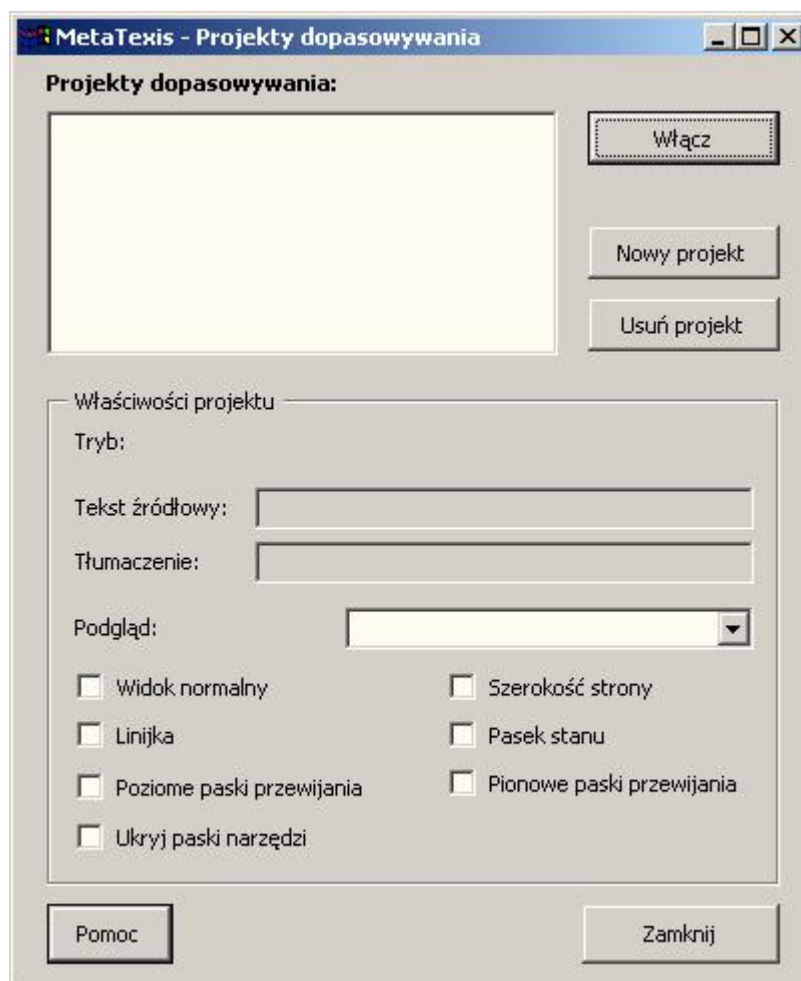 MetaTexis - Projekty dopasowywania
Projekty dopasowywania:
Włącz
Nowy projekt
Usuń projekt
Właściwości projektu
Tryb:
Tekst źródłowy:
Tłumaczenie:
Podgląd:
Widok normalny
Szerokość strony
Linijka
Pasek stanu
Poziome paski przewijania
Pionowe paski przewijania
Ukryj paski narzędzi
Pomoc
Zamknij